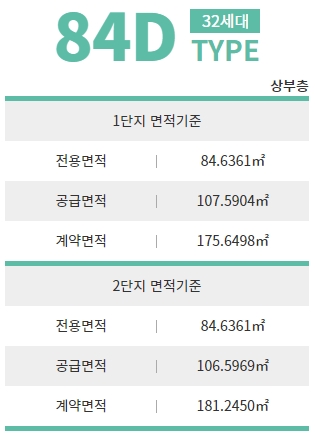 84D 32세대
TYPE
상부층
1단지 면적기준
전용면적 | 84.6361㎡
공급면적 | 107.5904㎡
계약면적 | 175.6498㎡
2단지 면적기준
전용면적 | 84.6361㎡
공급면적 | 106.5969㎡
계약면적 | 181.2450㎡